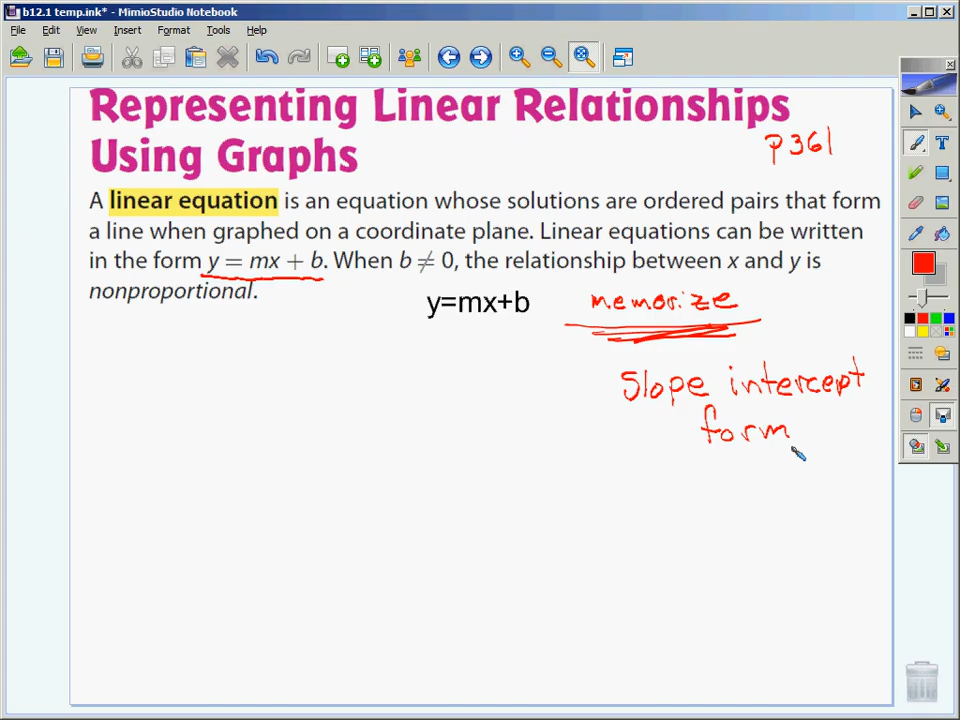 b12.1 temp.ink* - MimioStudio Notebook
File Edit View Insert Format Tools Help
Representing Linear Relationships
Using Graphs
p361
A linear equation is an equation whose solutions are ordered pairs that form
a line when graphed on a coordinate plane. Linear equations can be written
in the form y = mx + b. When b ≠ 0, the relationship between x and y is
nonproportional.
y=mx+b memorize
Slope intercept
form